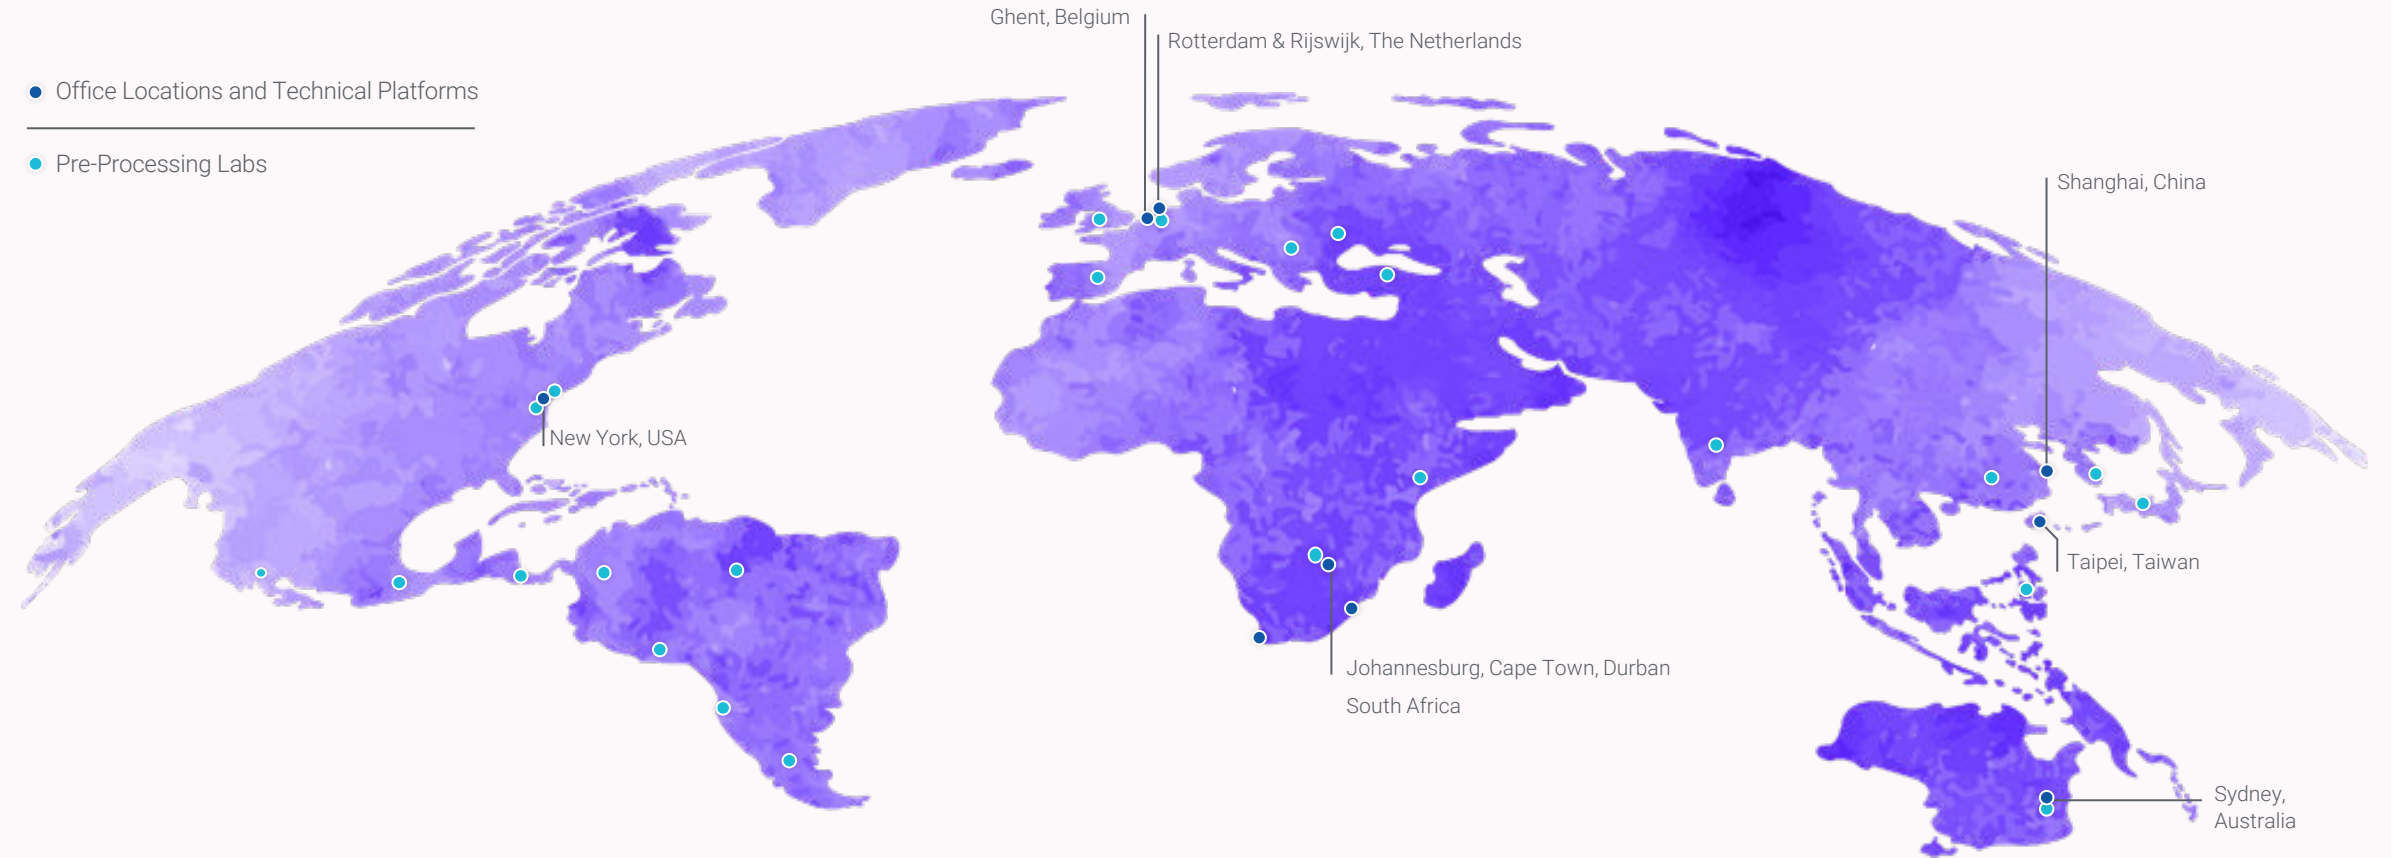 Ghent, Belgium
Rotterdam & Rijswijk, The Netherlands
Office Locations and Technical Platforms
Pre-Processing Labs
Shanghai, China
New York, USA
Taipei, Taiwan
Johannesburg, Cape Town, Durban
South Africa
Sydney,
Australia